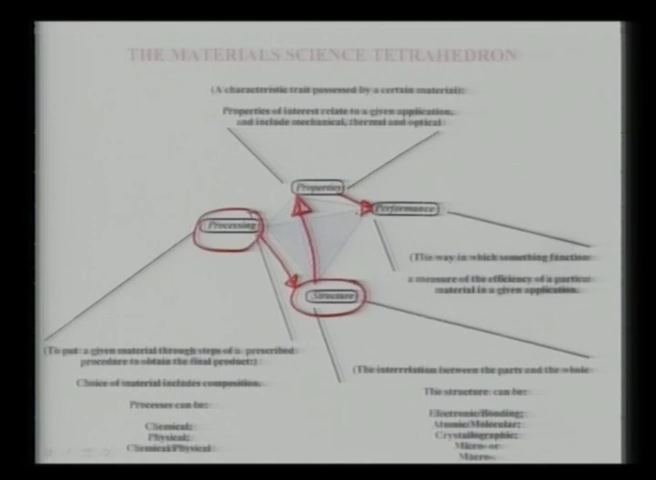 THE MATERIALS SCIENCE TETRAHEDRON
(A characteristic trait possessed by a certain material);
Properties of interest relate to a given application,
and include mechanical, thermal and optical
Properties
Performance
Processing
(The way in which something function
a measure of the efficiency of a particul
material in a given application.
Structure
(To put a given material through steps of a prescribed
procedure to obtain the final product;)
Choice of material includes composition.
Processes can be:
Chemical;
Physical;
Chemical/Physical
(The interrelation between the parts and the whole
The structure can be:
Electronic/Bonding;
Atomic/Molecular;
Crystallographic;
Micro- or
Macro-.